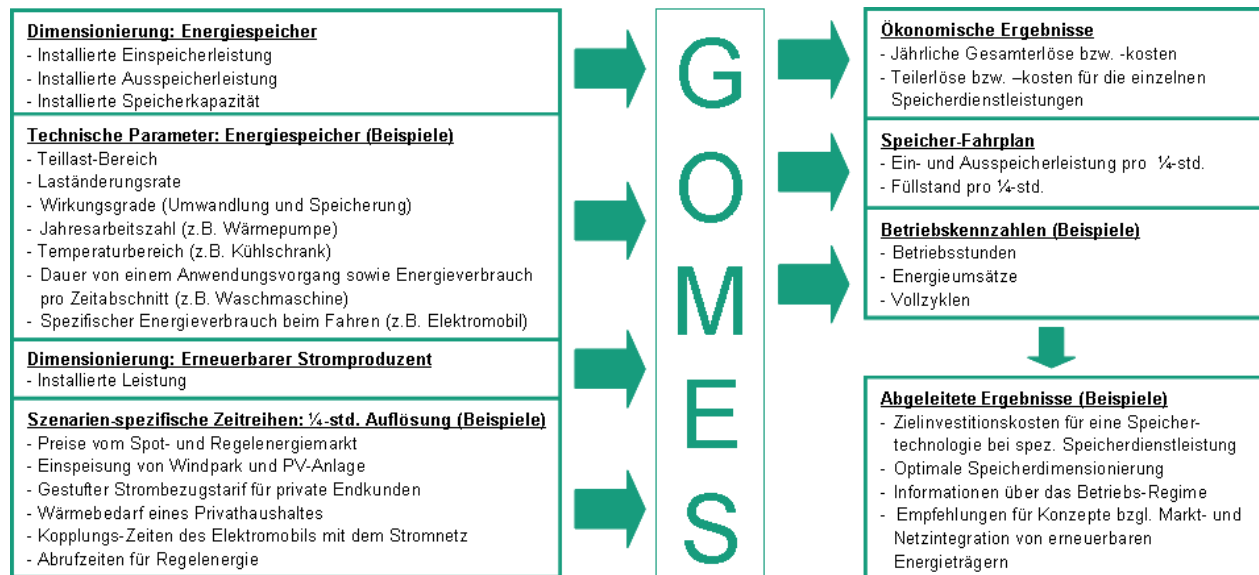 Dimensionierung: Energiespeicher
- Installierte Einspeicherleistung
- Installierte Ausspeicherleistung
- Installierte Speicherkapazität
Technische Parameter: Energiespeicher (Beispiele)
- Teillast-Bereich
- Laständerungsrate
- Wirkungsgrade (Umwandlung und Speicherung)
- Jahresarbeitszahl (z.B. Wärmepumpe)
- Temperaturbereich (z.B. Kühlschrank)
- Dauer von einem Anwendungsvorgang sowie Energieverbrauch
pro Zeitabschnitt (z.B. Waschmaschine)
- Spezifischer Energieverbrauch beim Fahren (z.B. Elektromobil)
Dimensionierung: Erneuerbarer Stromproduzent
- Installierte Leistung
Szenarien-spezifische Zeitreihen: ¼-std. Auflösung (Beispiele)
- Preise vom Spot- und Regelenergiemarkt
- Einspeisung von Windpark und PV-Anlage
- Gestufter Strombezugstarif für private Endkunden
- Wärmebedarf eines Privathaushaltes
- Kopplungs-Zeiten des Elektromobils mit dem Stromnetz
- Abrufzeiten für Regelenergie
G
O
M
E
S
Ökonomische Ergebnisse
- Jährliche Gesamterlöse bzw. -kosten
- Teilerlöse bzw. –kosten für die einzelnen
Speicherdienstleistungen
Speicher-Fahrplan
- Ein- und Ausspeicherleistung pro ¼-std.
- Füllstand pro ¼-std.
Betriebskennzahlen (Beispiele)
- Betriebsstunden
- Energieumsätze
- Vollzyklen
Abgeleitete Ergebnisse (Beispiele)
- Zielinvestitionskosten für eine Speicher-
technologie bei spez. Speicherdienstleistung
- Optimale Speicherdimensionierung
- Informationen über das Betriebs-Regime
- Empfehlungen für Konzepte bzgl. Markt- und
Netzintegration von erneuerbaren
Energieträgern